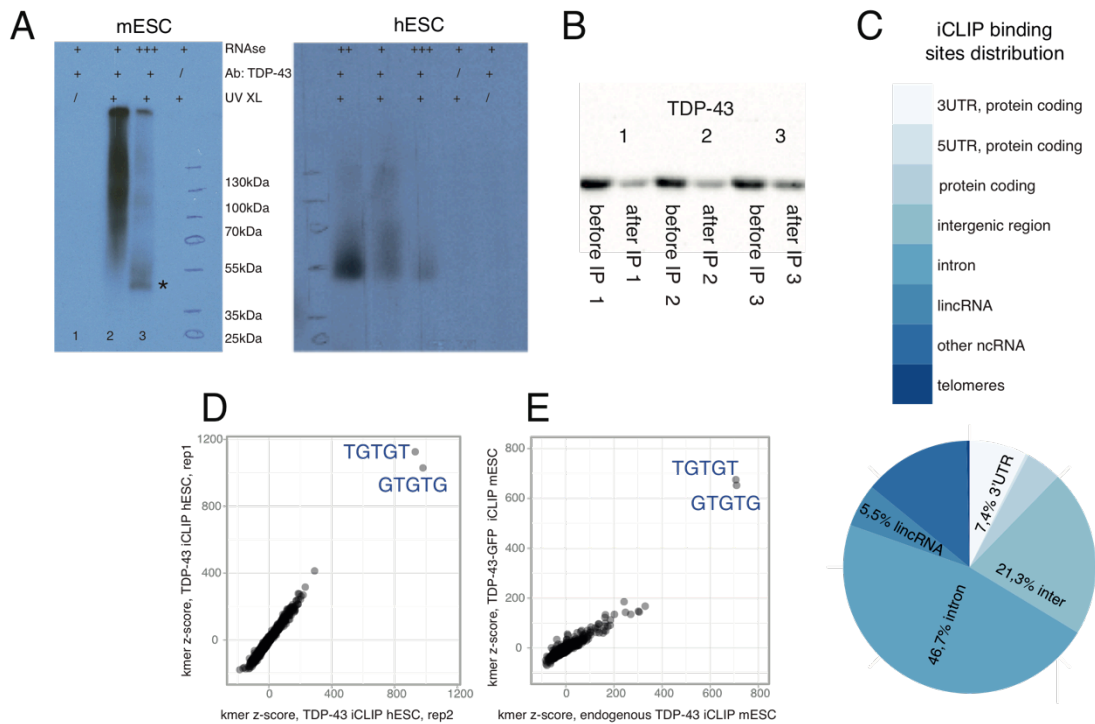 A
mESC
hESC
+ + +++ + RNAse ++ + +++ + +
+ + + / Ab: TDP-43 + + + / +
/ + + + UV XL + + + + /
130kDa
100kDa
70kDa
55kDa
*
35kDa
25kDa
1 2 3
B
TDP-43
1 2 3
before IP 1
after IP 1
before IP 2
after IP 2
before IP 3
after IP 3
C
iCLIP binding
sites distribution
3UTR, protein coding
5UTR, protein coding
protein coding
intergenic region
intron
lincRNA
other ncRNA
telomeres
7,4% 3'UTR
21,3% inter
46,7% intron
5,5% lincRNA
D
kmer z-score, TDP-43 iCLIP hESC, rep1
1200
800
400
0
TGTGT
GTGTG
0 400 800 1200
kmer z-score, TDP-43 iCLIP hESC, rep2
E
kmer z-score, TDP-43-GFP iCLIP mESC
800
600
400
200
0
TGTGT
GTGTG
0 200 400 600 800
kmer z-score, endogenous TDP-43 iCLIP mESC